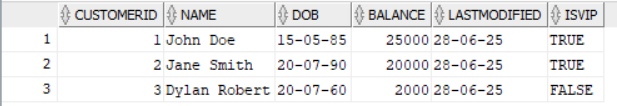 CUSTOMERID NAME DOB BALANCE LASTMODIFIED ISVIP
1 1 John Doe 15-05-85 25000 28-06-25 TRUE
2 2 Jane Smith 20-07-90 20000 28-06-25 TRUE
3 3 Dylan Robert 20-07-60 2000 28-06-25 FALSE